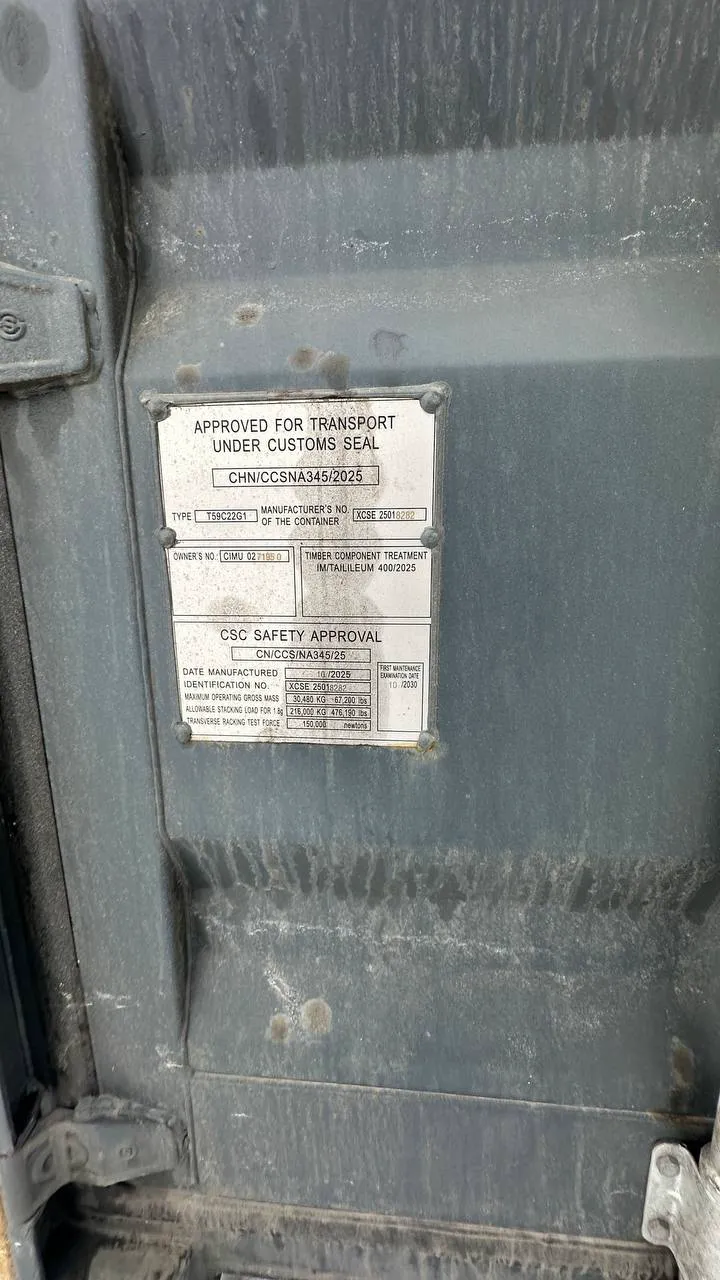 APPROVED FOR TRANSPORT
UNDER CUSTOMS SEAL
CHN/CCSNA345/2025
TYPE T59C22G1 MANUFACTURER'S NO. OF THE CONTAINER XCSE 25018282
OWNER'S NO.: CIMU 027195 0
TIMBER COMPONENT TREATMENT
IM/TAILILEUM 400/2025
CSC SAFETY APPROVAL
CN/CCS/NA345/25
DATE MANUFACTURED 10/2025
IDENTIFICATION NO. XCSE 25018282
MAXIMUM OPERATING GROSS MASS 30,480 KG 67,200 lbs
ALLOWABLE STACKING LOAD FOR 1.8g 216,000 KG 476,190 lbs
TRANSVERSE RACKING TEST FORCE 150,000 newtons
FIRST MAINTENANCE
EXAMINATION DATE
10 /2030